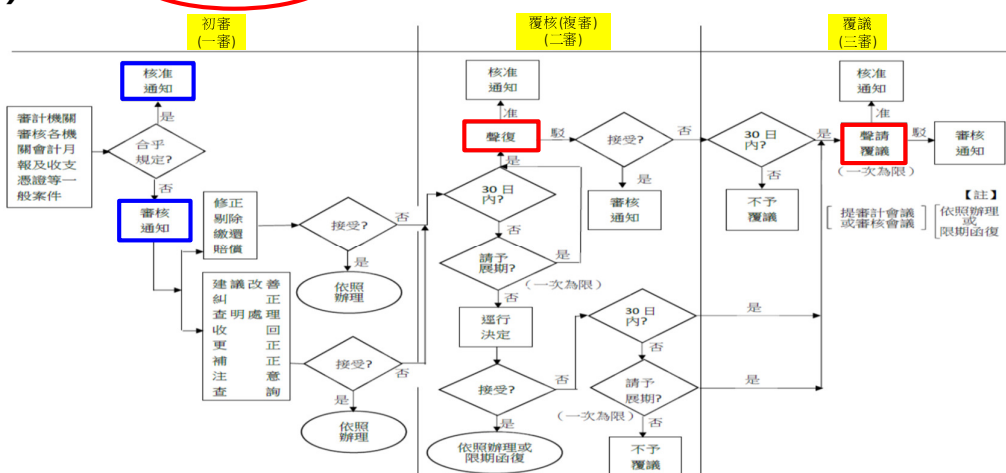 )
初審
(一審)
覆核(複審)
(二審)
覆議
(三審)
核准
通知
是
審計機關
審核各機
關會計月
報及收支
憑證等一
般案件
合乎
規定?
否
審核
通知
修正
剔除
繳還
賠償
接受?
否
是
依照
辦理
建議改善
糾正
查明處理
收回
更正
補正
注意
查詢
接受?
否
是
依照
辦理
核准
通知
准
聲復
駁
接受?
否
是
審核
通知
是
30 日
內?
否
請予
展期?
是
(一次為限)
否
逕行
決定
接受?
否
是
依照辦理或
限期函復
30 日
內?
是
否
請予
展期?
是
(一次為限)
否
不予
覆議
30 日
內?
是
否
不予
覆議
核准
通知
准
聲請
覆議
駁
審核
通知
(一次為限)
【註】
提審計會議
或審核會議
依照辦理
或
限期函復